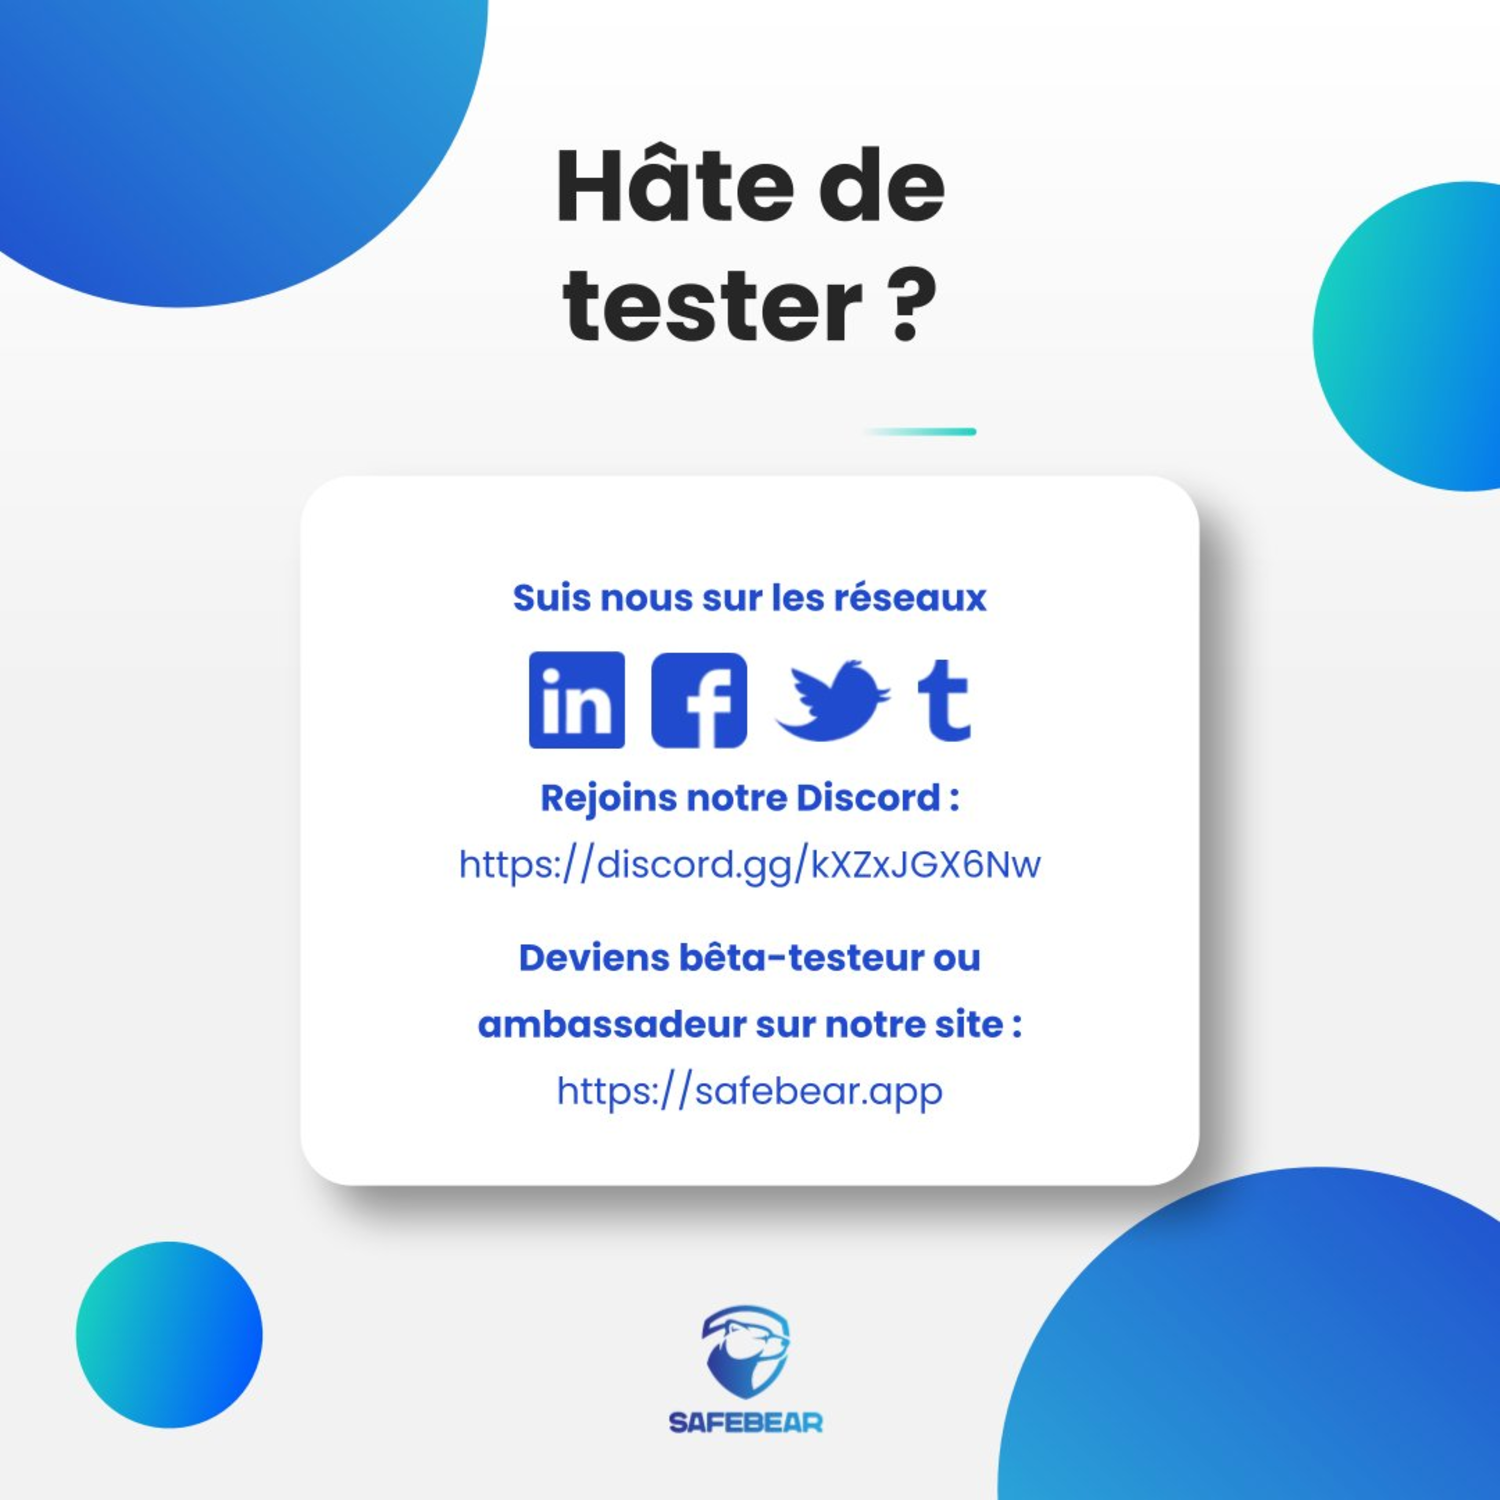 Hâte de
tester ?
Suis nous sur les réseaux
in f t
Rejoins notre Discord :
https://discord.gg/kXZxJGX6Nw
Deviens bêta-testeur ou
ambassadeur sur notre site :
https://safebear.app
SAFEBEAR